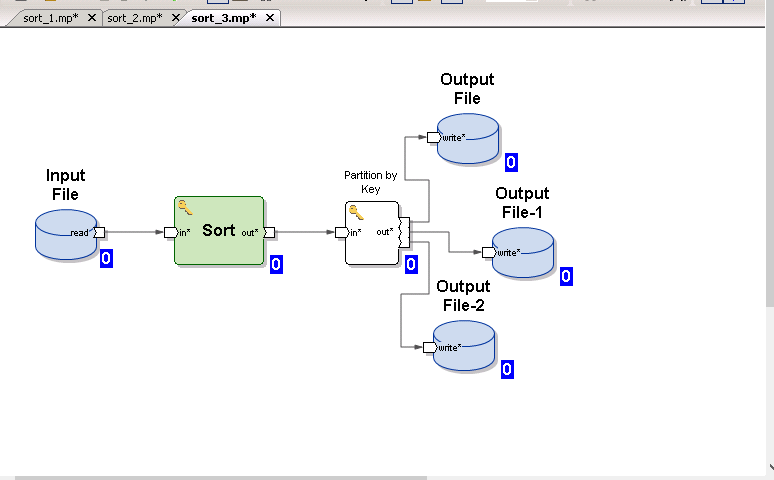 sort_1.mp* sort_2.mp* sort_3.mp*
Output
File
write*
0
Input
File
read*
0
Sort
in*
out*
0
Partition by
Key
in*
out*
0
Output
File-1
write*
0
Output
File-2
write*
0